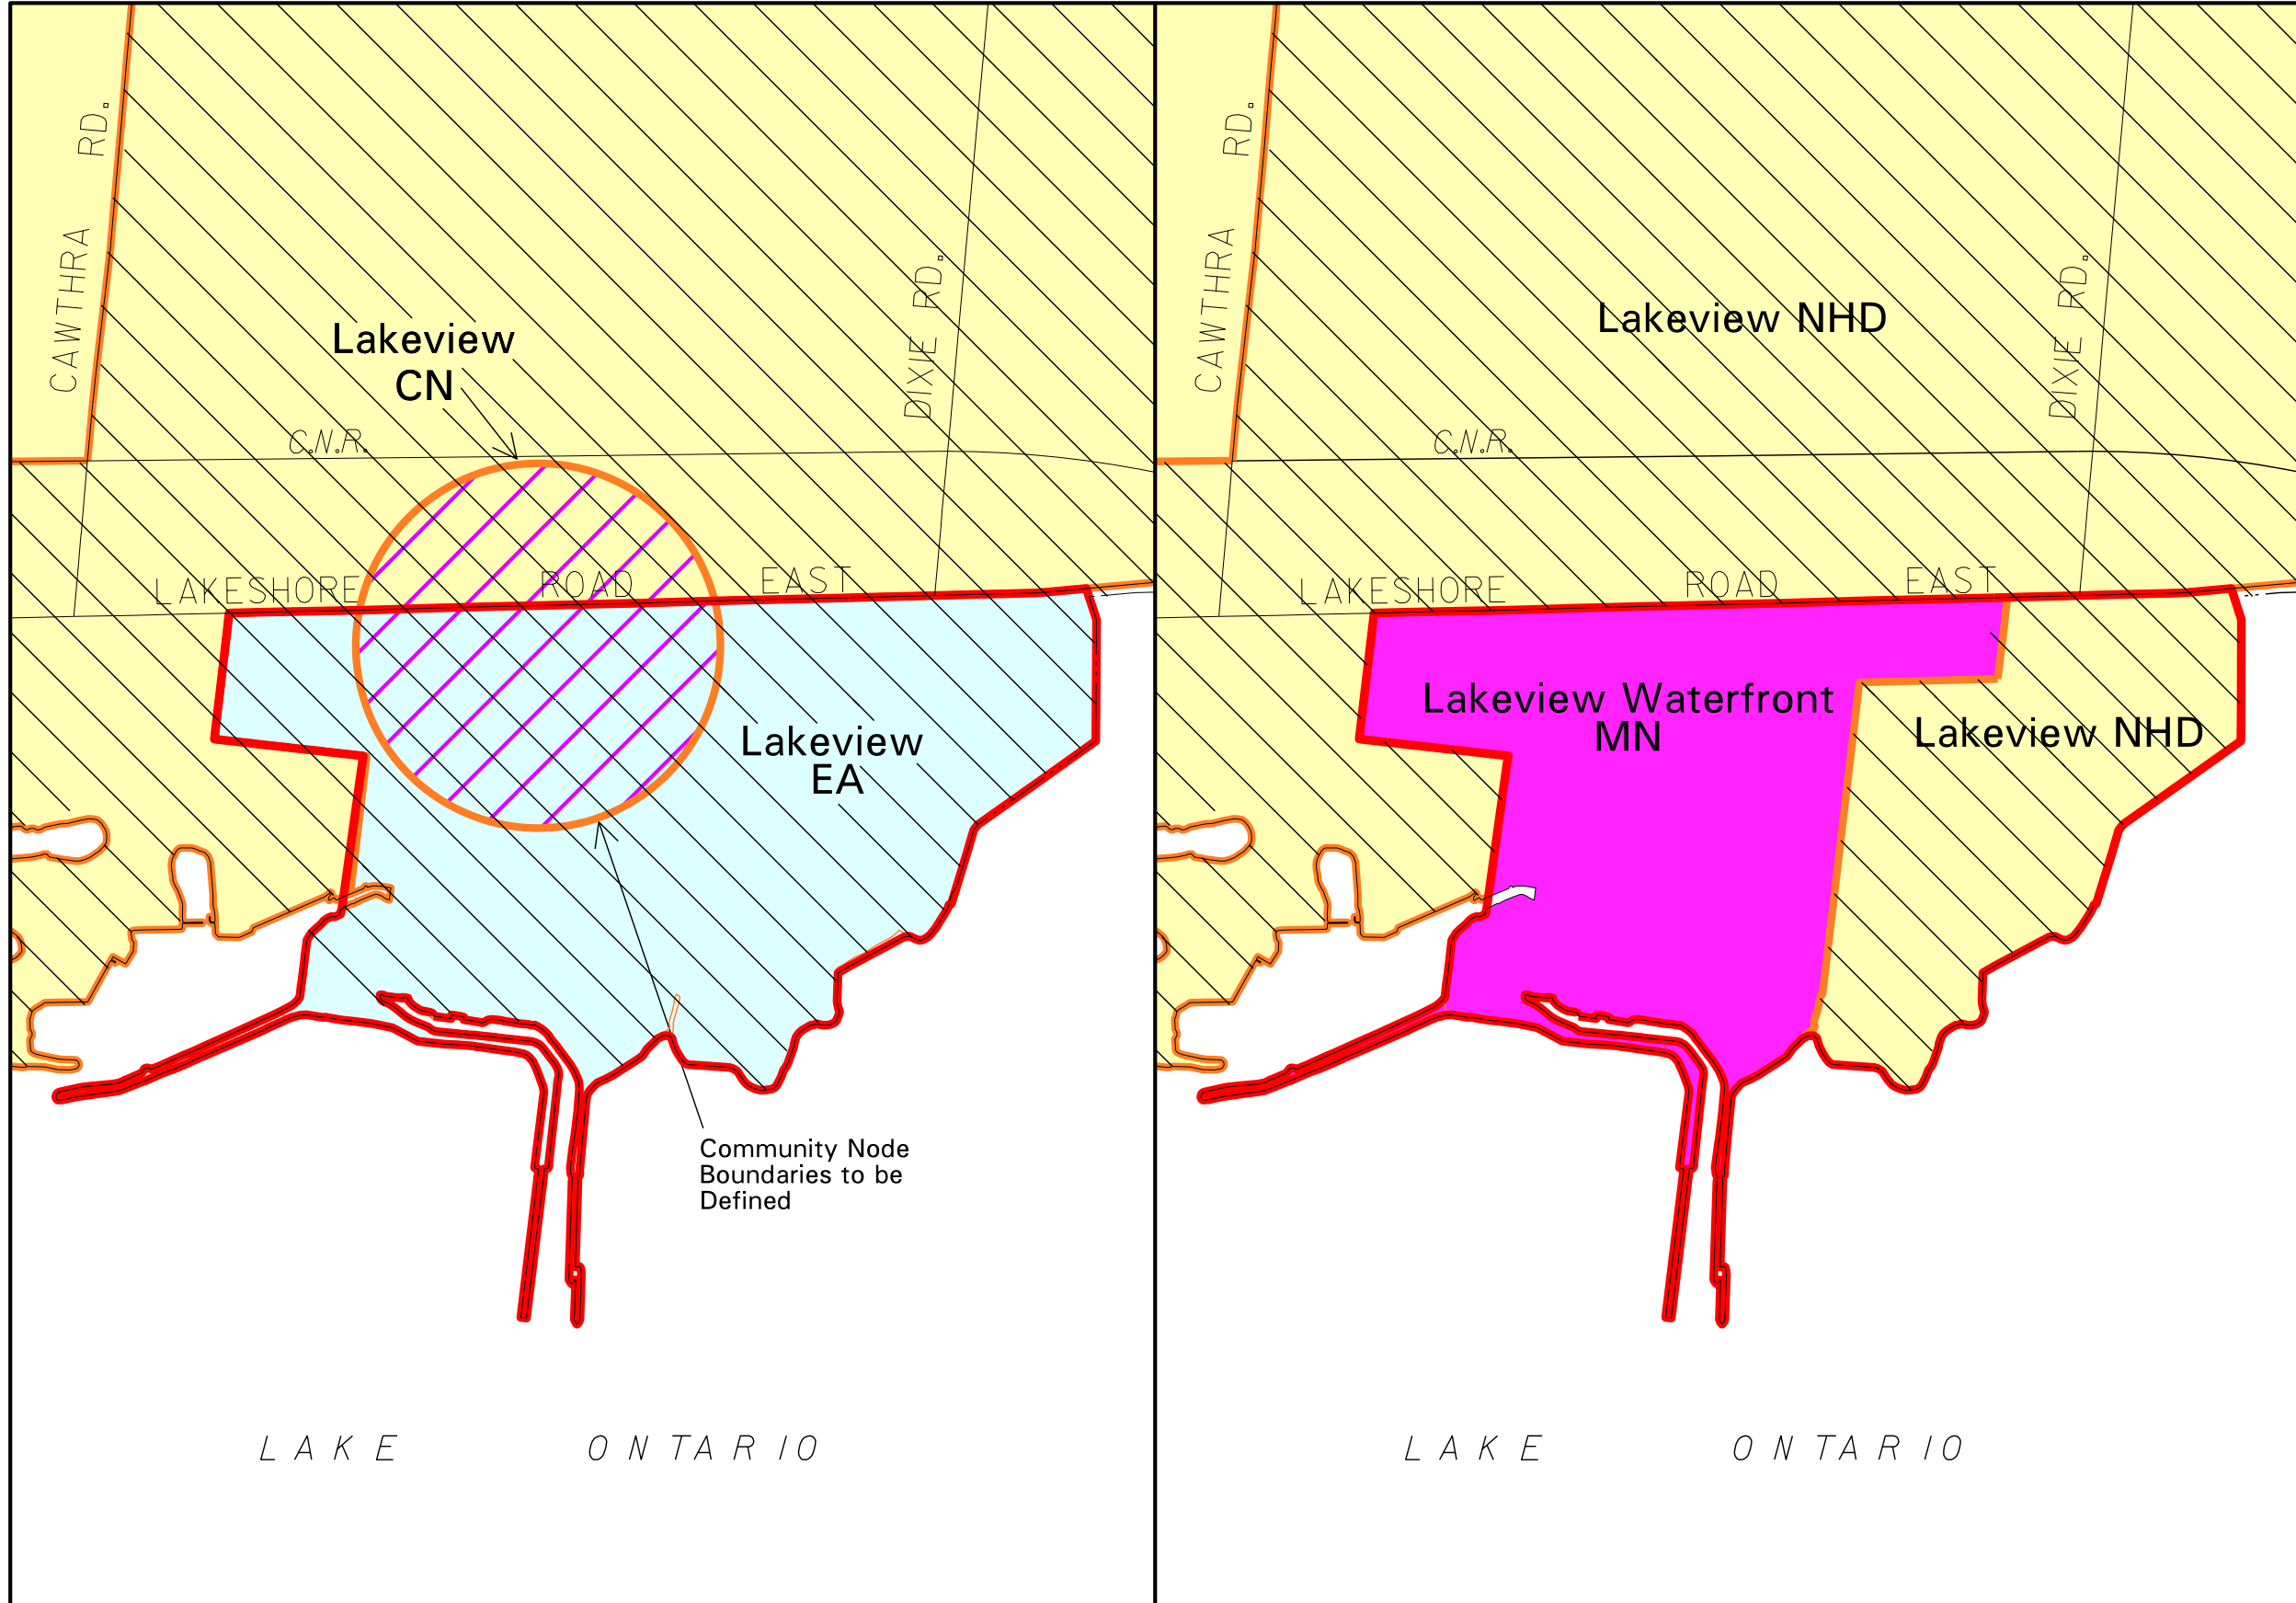 CAWTHRA RD.
DIXIE RD.
Lakeview
CN
C.N.R.
LAKESHORE ROAD EAST
Lakeview
EA
Community Node
Boundaries to be
Defined
LAKE ONTARIO
CAWTHRA RD.
DIXIE RD.
Lakeview NHD
C.N.R.
LAKESHORE ROAD EAST
Lakeview Waterfront
MN
Lakeview NHD
LAKE ONTARIO